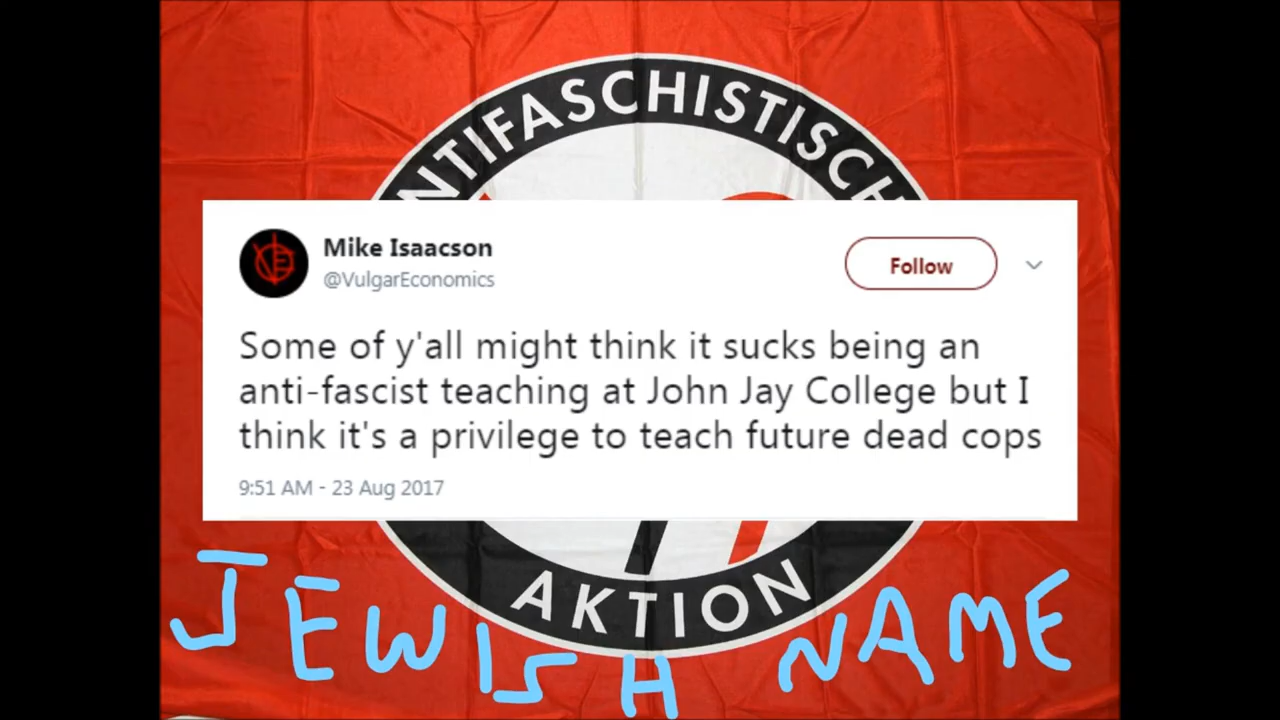 ANTIFASCHISTISCHE
Mike Isaacson
@VulgarEconomics
Follow
Some of y'all might think it sucks being an
anti-fascist teaching at John Jay College but I
think it's a privilege to teach future dead cops
9:51 AM - 23 Aug 2017
AKTION
JEWISH NAME